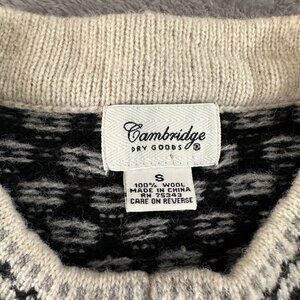 Cambridge
DRY GOODS®
S
100% WOOL
MADE IN CHINA
RN 75343
CARE ON REVERSE